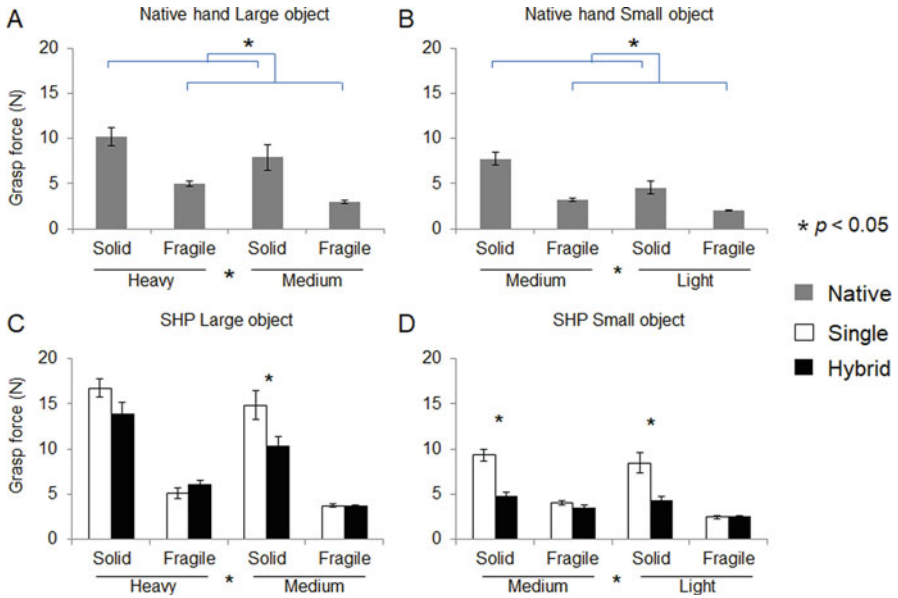 A
Native hand Large object
Grasp force (N)
20
15
10
5
0
*
Solid Fragile Solid Fragile
Heavy * Medium
B
Native hand Small object
20
15
10
5
0
*
Solid Fragile Solid Fragile
Medium * Light
* p < 0.05
Native
Single
Hybrid
C
SHP Large object
Grasp force (N)
20
15
10
5
0
*
Solid Fragile Solid Fragile
Heavy * Medium
D
SHP Small object
20
15
10
5
0
* *
Solid Fragile Solid Fragile
Medium * Light